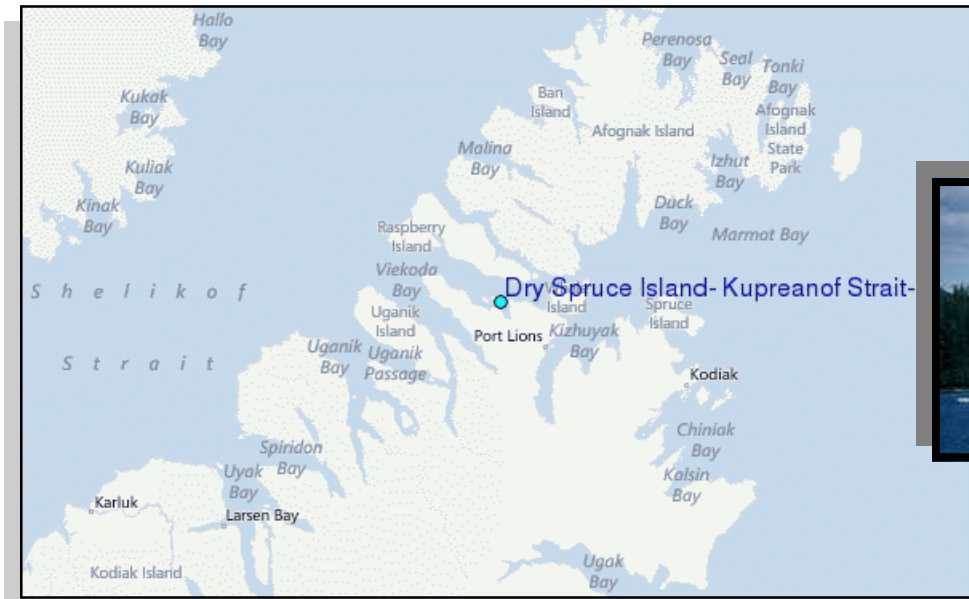 Hallo
Bay
Perenosa
Bay
Seal
Bay
Tonki
Bay
Kukak
Bay
Ban
Island
Afognak Island
Afognak
Island
State
Park
Malina
Bay
Izhut
Bay
Kuliak
Bay
Kinak
Bay
Duck
Bay
Marmot Bay
Raspberry
Island
Viekoda
Bay
Shelikof
Strait
Dry Spruce Island- Kupreanof Strait-
Island
Spruce
Island
Uganik
Island
Port Lions
Kizhuyak
Bay
Uganik
Bay
Uganik
Passage
Kodiak
Chiniak
Bay
Spiridon
Bay
Uyak
Bay
Kalsin
Bay
Karluk
Larsen Bay
Kodiak Island
Ugak
Bay